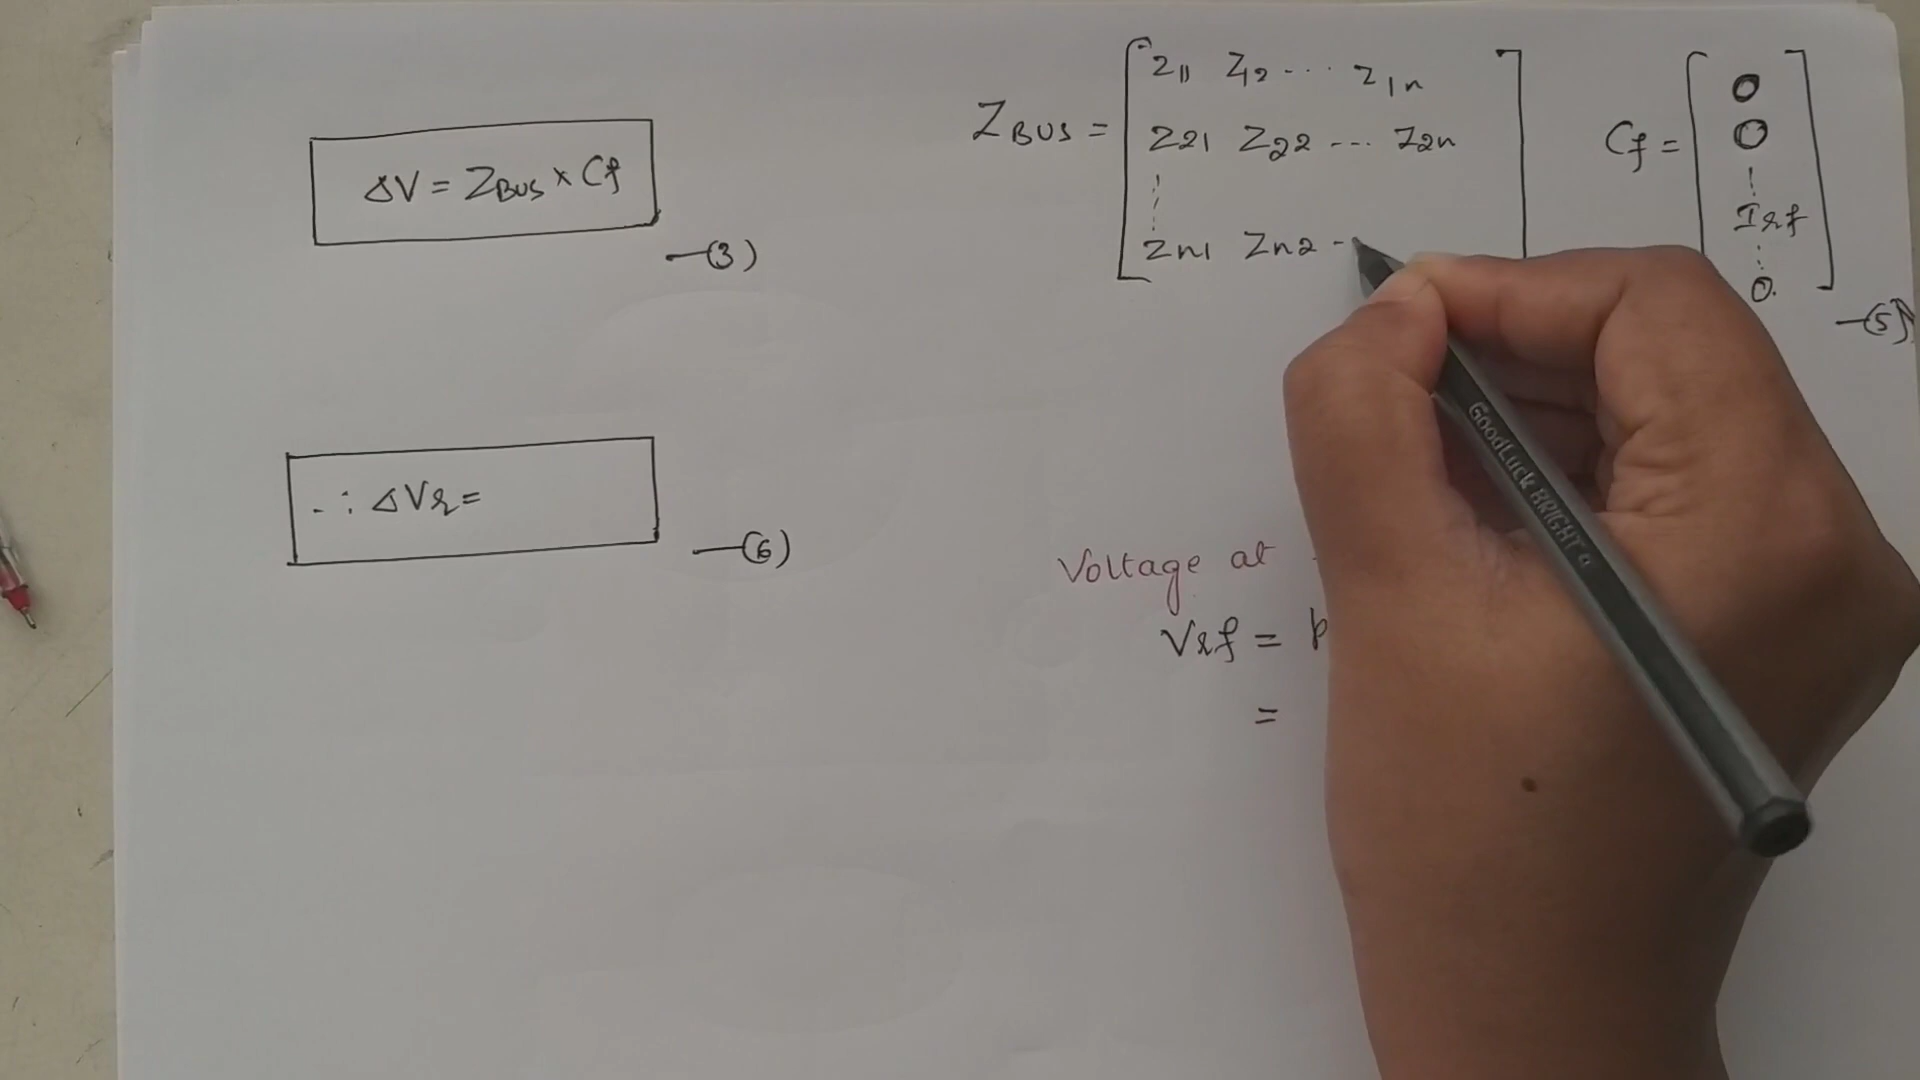 ΔV = ZBUS × Cf
—(3)
ZBUS = [ Z11 Z12 ... Z1n
Z21 Z22 ... Z2n
⋮
Zn1 Zn2 -
Cf = [ 0
0
⋮
Irf
⋮
0. ]
—(5)
∴ ΔVr =
—(6)
Voltage at
Vrf =
=
GoodLuck BRIGHT